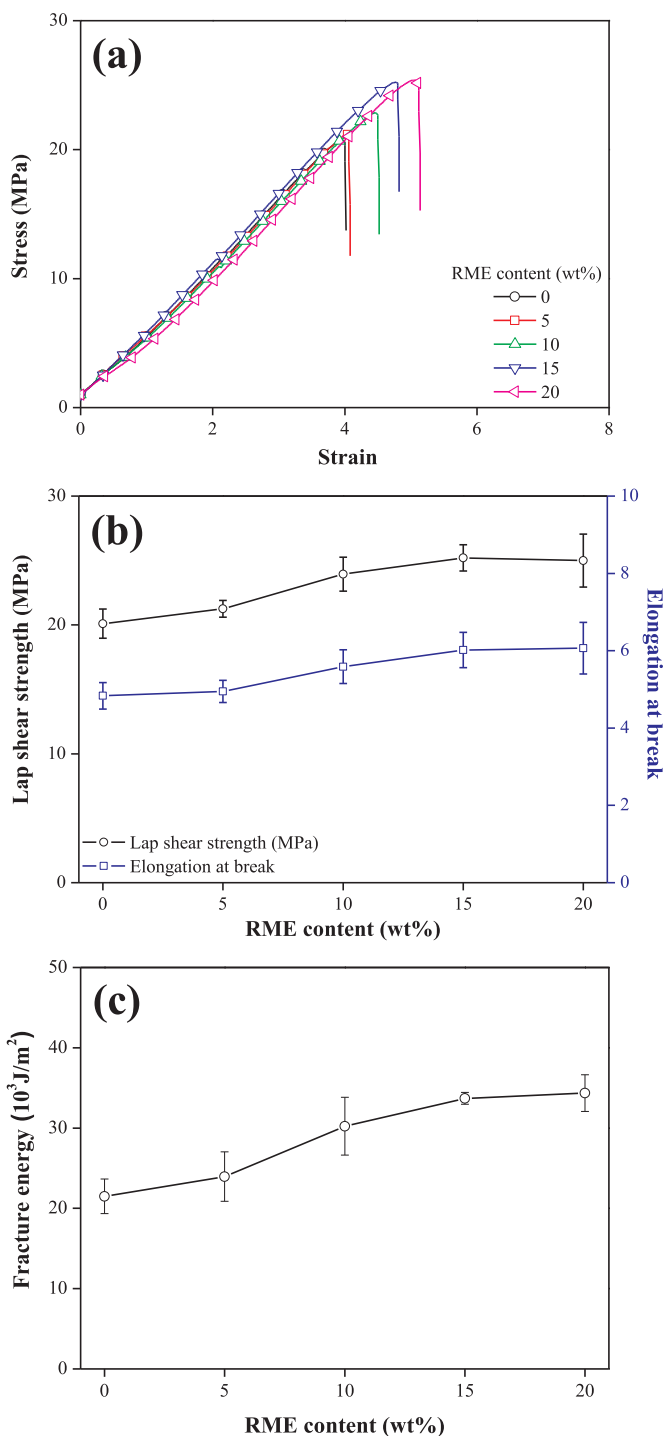 (a)
30
20
10
0
Stress (MPa)
RME content (wt%)
0
5
10
15
20
0 2 4 6 8
Strain
(b)
30
20
10
0
Lap shear strength (MPa)
10
8
6
4
2
0
Elongation at break
Lap shear strength (MPa)
Elongation at break
0 5 10 15 20
RME content (wt%)
(c)
50
40
30
20
10
0
Fracture energy (10³J/m²)
0 5 10 15 20
RME content (wt%)